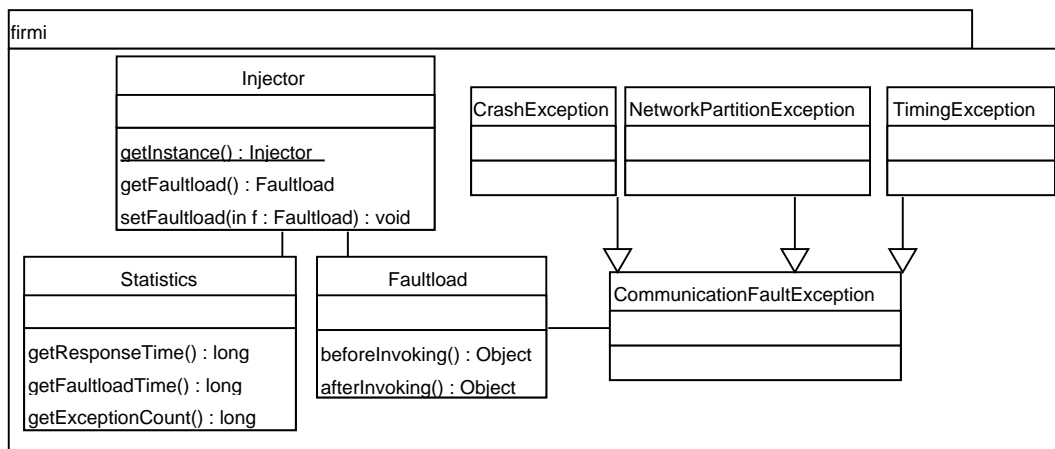 firmi
Injector
getInstance() : Injector
getFaultload() : Faultload
setFaultload(in f : Faultload) : void
CrashException
NetworkPartitionException
TimingException
Statistics
getResponseTime() : long
getFaultloadTime() : long
getExceptionCount() : long
Faultload
beforeInvoking() : Object
afterInvoking() : Object
CommunicationFaultException